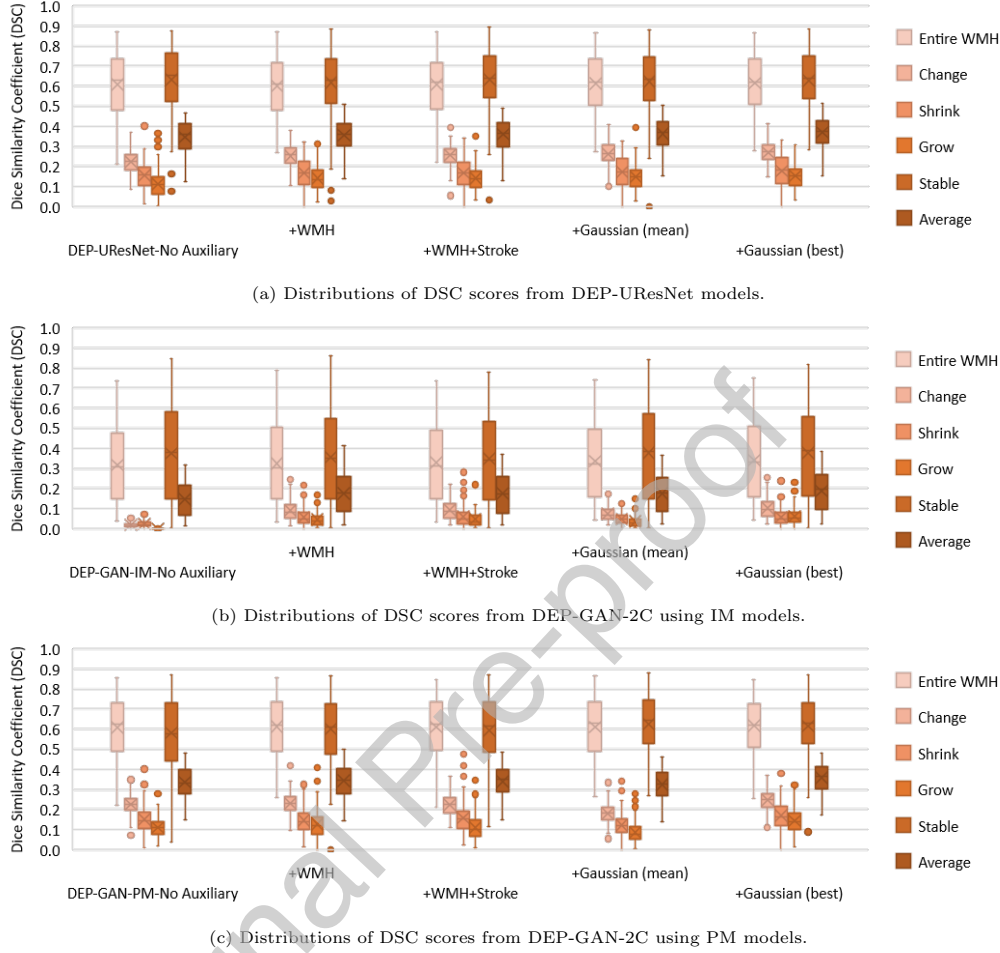 Dice Similarity Coefficient (DSC)
1.0
0.9
0.8
0.7
0.6
0.5
0.4
0.3
0.2
0.1
0.0
Entire WMH
Change
Shrink
Grow
Stable
Average
+WMH
+Gaussian (mean)
DEP-UResNet-No Auxiliary
+WMH+Stroke
+Gaussian (best)
(a) Distributions of DSC scores from DEP-UResNet models.
Dice Similarity Coefficient (DSC)
1.0
0.9
0.8
0.7
0.6
0.5
0.4
0.3
0.2
0.1
0.0
Entire WMH
Change
Shrink
Grow
Stable
Average
+WMH
+Gaussian (mean)
DEP-GAN-IM-No Auxiliary
+WMH+Stroke
+Gaussian (best)
(b) Distributions of DSC scores from DEP-GAN-2C using IM models.
Dice Similarity Coefficient (DSC)
1.0
0.9
0.8
0.7
0.6
0.5
0.4
0.3
0.2
0.1
0.0
Entire WMH
Change
Shrink
Grow
Stable
Average
+WMH
+Gaussian (mean)
DEP-GAN-PM-No Auxiliary
+WMH+Stroke
+Gaussian (best)
(c) Distributions of DSC scores from DEP-GAN-2C using PM models.
rnal Pre-proof